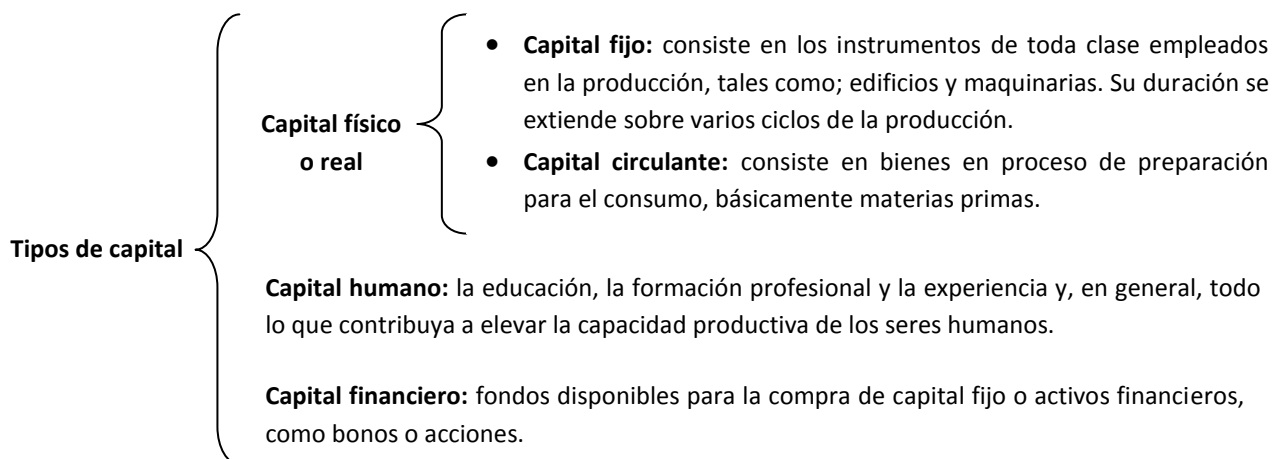 Tipos de capital
Capital físico
o real
• Capital fijo: consiste en los instrumentos de toda clase empleados
en la producción, tales como; edificios y maquinarias. Su duración se
extiende sobre varios ciclos de la producción.
• Capital circulante: consiste en bienes en proceso de preparación
para el consumo, básicamente materias primas.
Capital humano: la educación, la formación profesional y la experiencia y, en general, todo
lo que contribuya a elevar la capacidad productiva de los seres humanos.
Capital financiero: fondos disponibles para la compra de capital fijo o activos financieros,
como bonos o acciones.